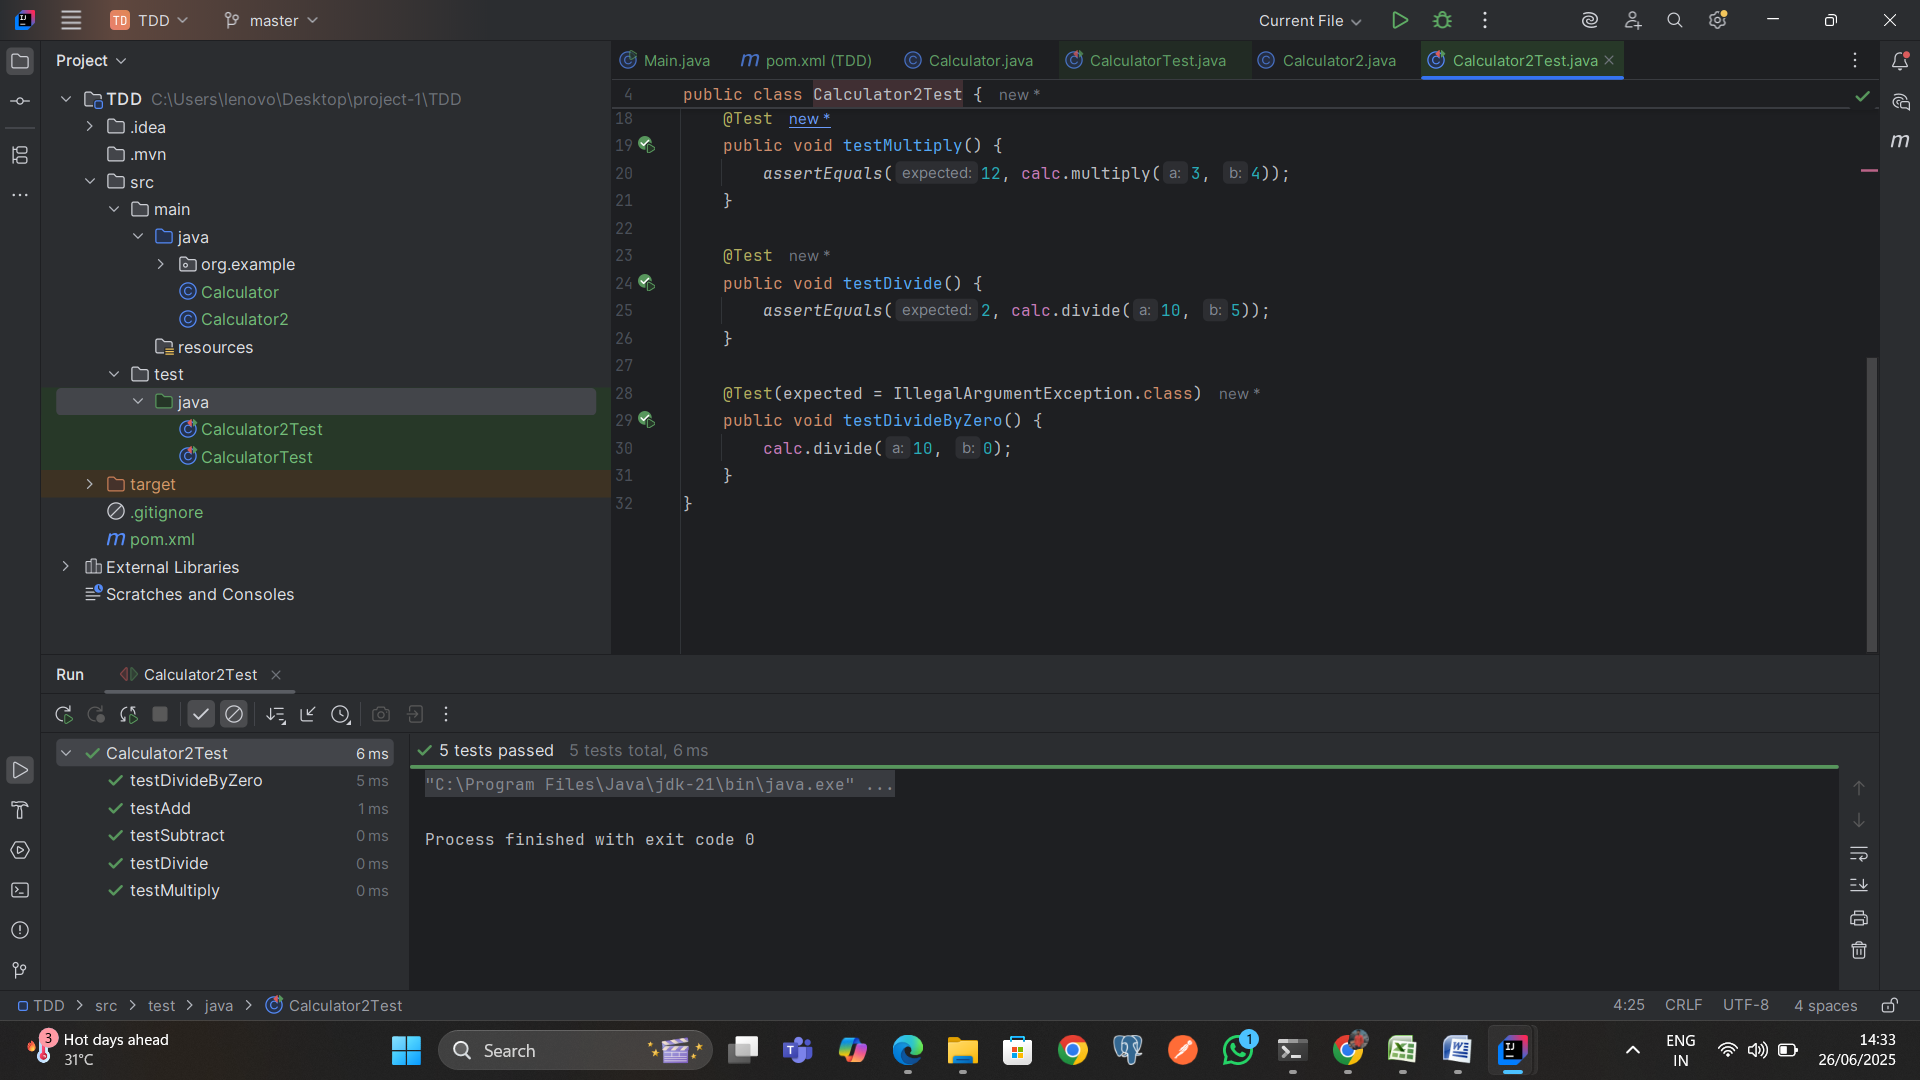 TD TDD master Current File
Project
Main.java pom.xml (TDD) Calculator.java CalculatorTest.java Calculator2.java Calculator2Test.java
TDD C:\Users\lenovo\Desktop\project-1\TDD
.idea
.mvn
src
main
java
org.example
Calculator
Calculator2
resources
test
java
Calculator2Test
CalculatorTest
target
.gitignore
m pom.xml
External Libraries
Scratches and Consoles
4 public class Calculator2Test { new *
18 @Test new *
19 public void testMultiply() {
20 assertEquals( expected: 12, calc.multiply( a: 3, b: 4));
21 }
22
23 @Test new *
24 public void testDivide() {
25 assertEquals( expected: 2, calc.divide( a: 10, b: 5));
26 }
27
28 @Test(expected = IllegalArgumentException.class) new *
29 public void testDivideByZero() {
30 calc.divide( a: 10, b: 0);
31 }
32 }
Run Calculator2Test
Calculator2Test 6 ms
testDivideByZero 5 ms
testAdd 1 ms
testSubtract 0 ms
testDivide 0 ms
testMultiply 0 ms
5 tests passed 5 tests total, 6 ms
"C:\Program Files\Java\jdk-21\bin\java.exe" ...
Process finished with exit code 0
TDD > src > test > java > Calculator2Test 4:25 CRLF UTF-8 4 spaces
3 Hot days ahead
31°C
Search
1
ENG
IN
14:33
26/06/2025